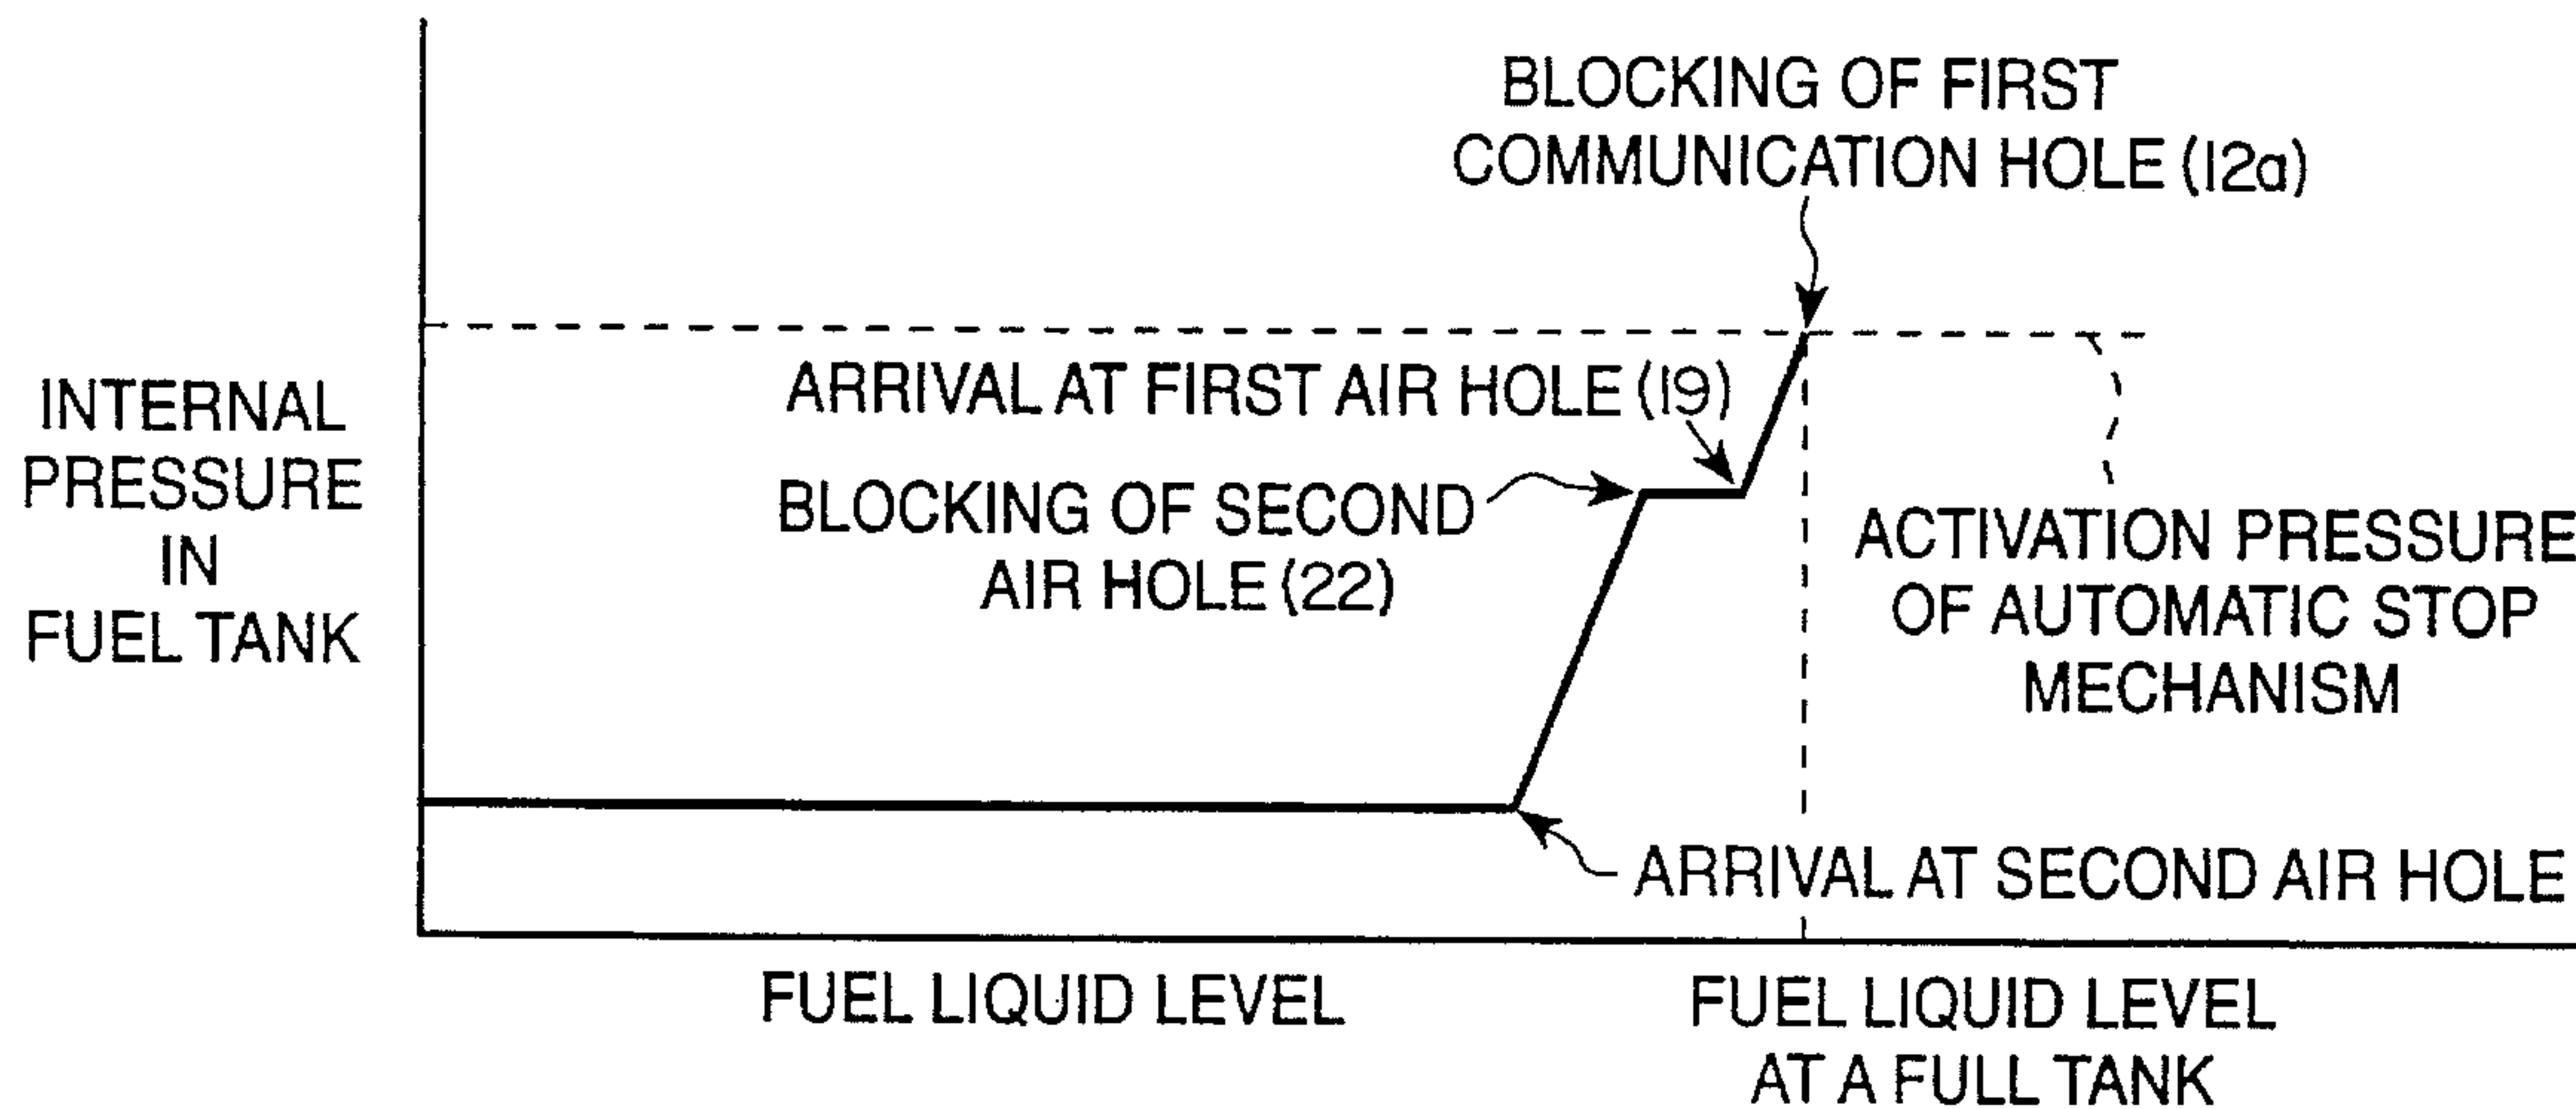 BLOCKING OF FIRST
COMMUNICATION HOLE (12a)
INTERNAL
PRESSURE
IN
FUEL TANK
ARRIVAL AT FIRST AIR HOLE (19)
BLOCKING OF SECOND
AIR HOLE (22)
ACTIVATION PRESSURE
OF AUTOMATIC STOP
MECHANISM
ARRIVAL AT SECOND AIR HOLE
FUEL LIQUID LEVEL
FUEL LIQUID LEVEL
AT A FULL TANK